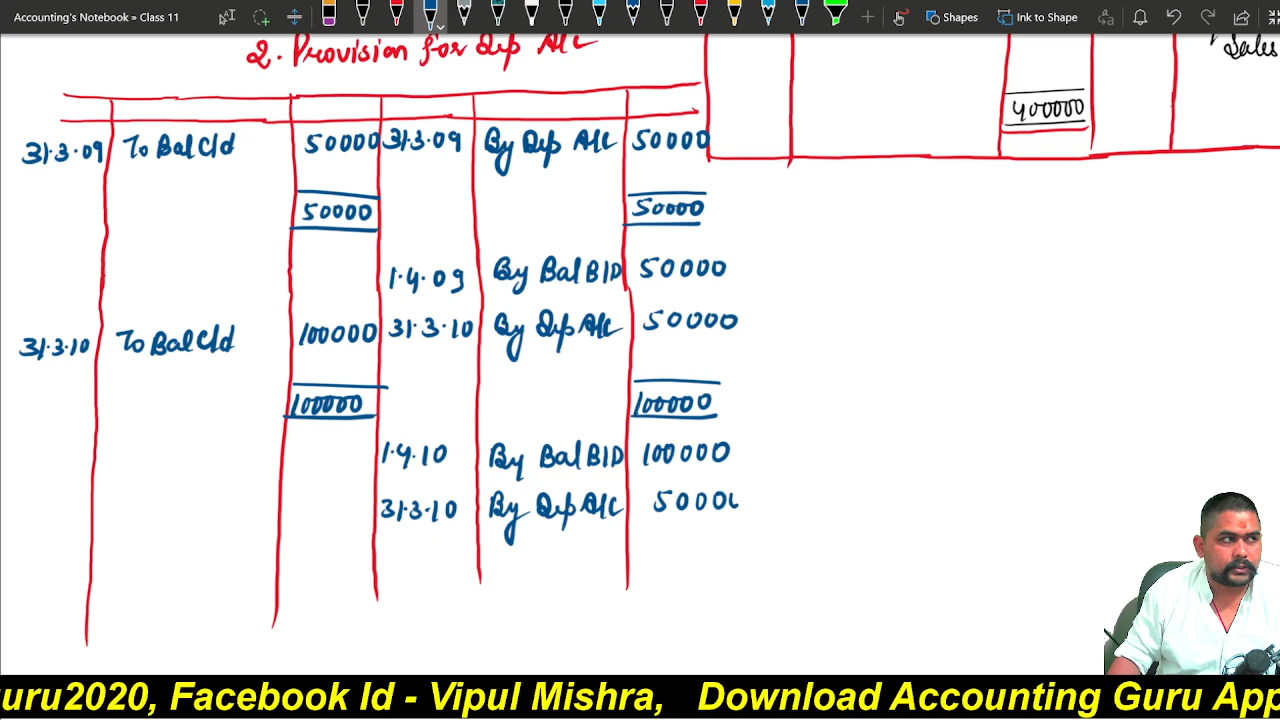 Accounting's Notebook » Class 11
Shapes
Ink to Shape
2. Provision for Dep A/c
Sales
400000
31.3.09 To Bal C/d 50000 31.3.09 By Dep A/C 50000
50000 50000
1.4.09 By Bal B/D 50000
31.3.10 To Bal C/d 100000 31.3.10 By Dep A/C 50000
100000 100000
1.4.10 By Bal B/D 100000
31.3.10 By Dep A/C 5000
uru2020, Facebook Id - Vipul Mishra, Download Accounting Guru App